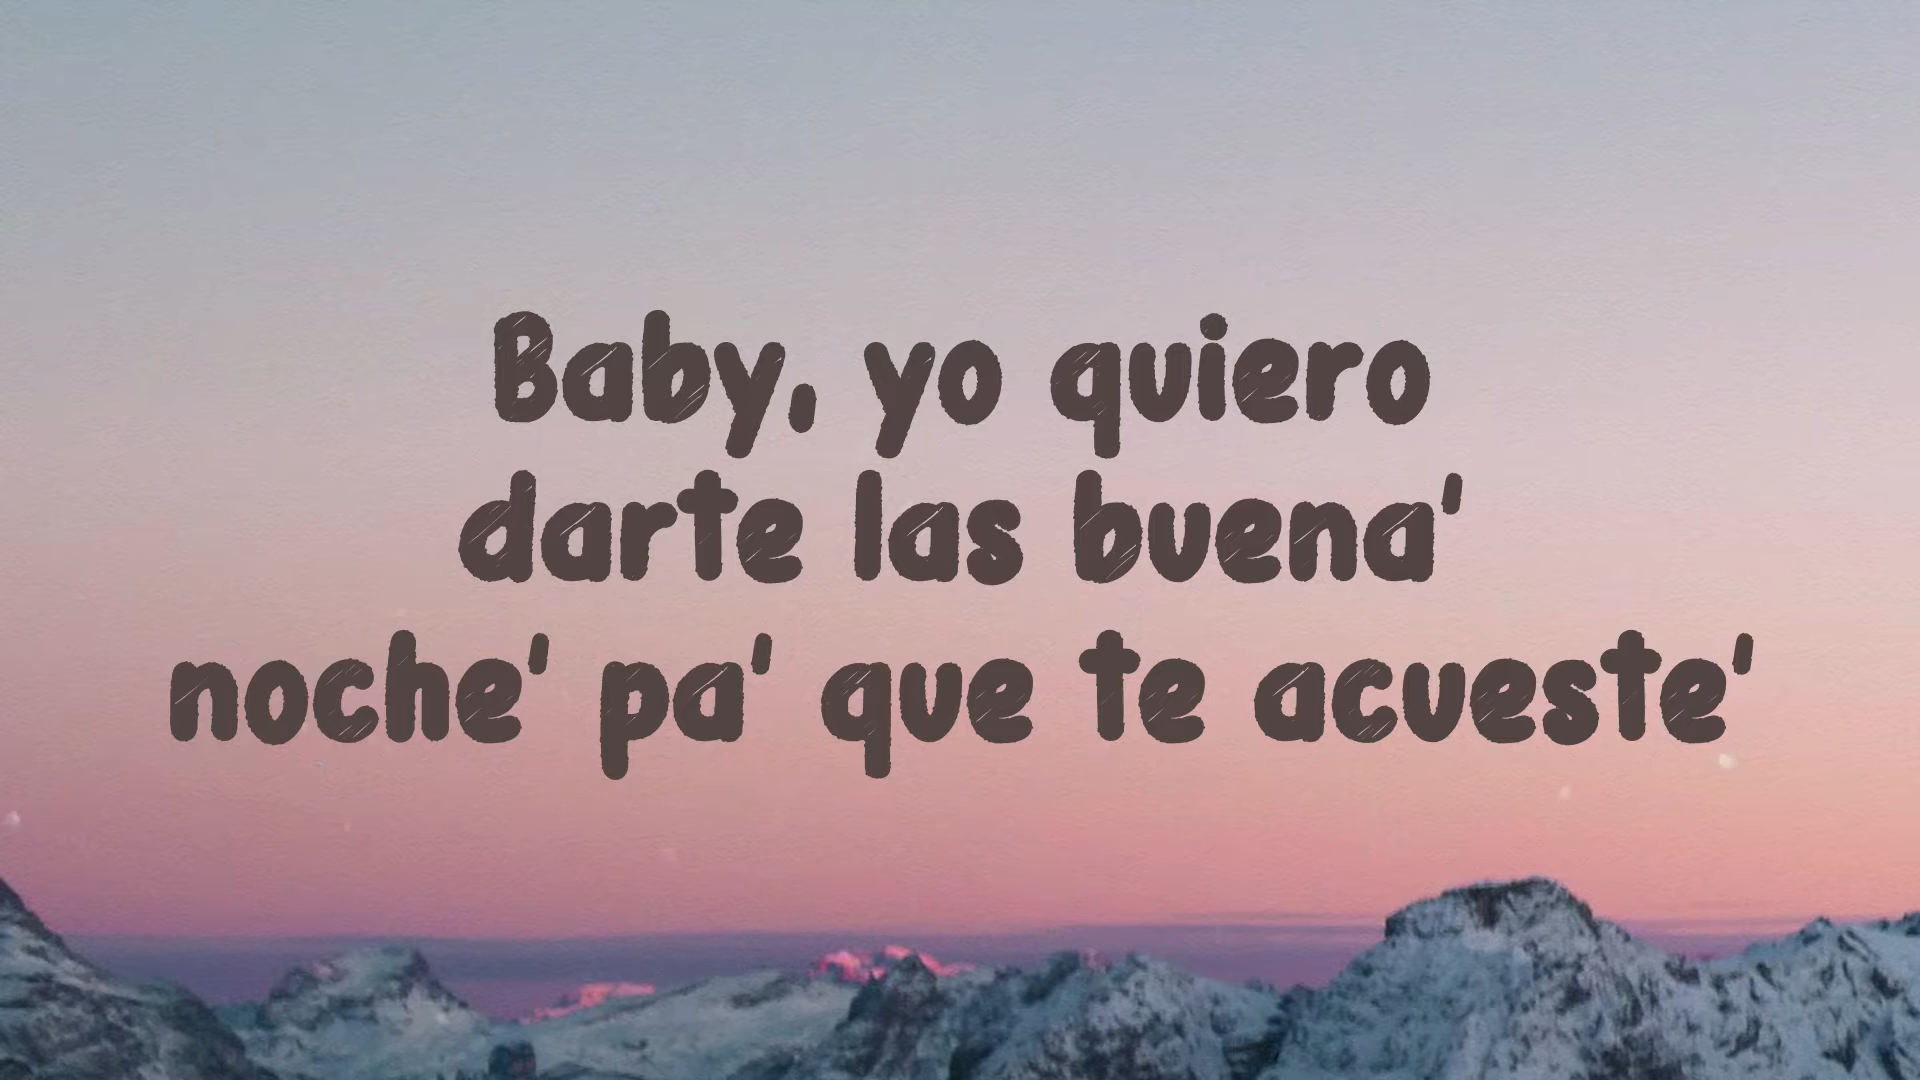 Baby, yo quiero
darte las buena'
noche' pa' que te acueste'